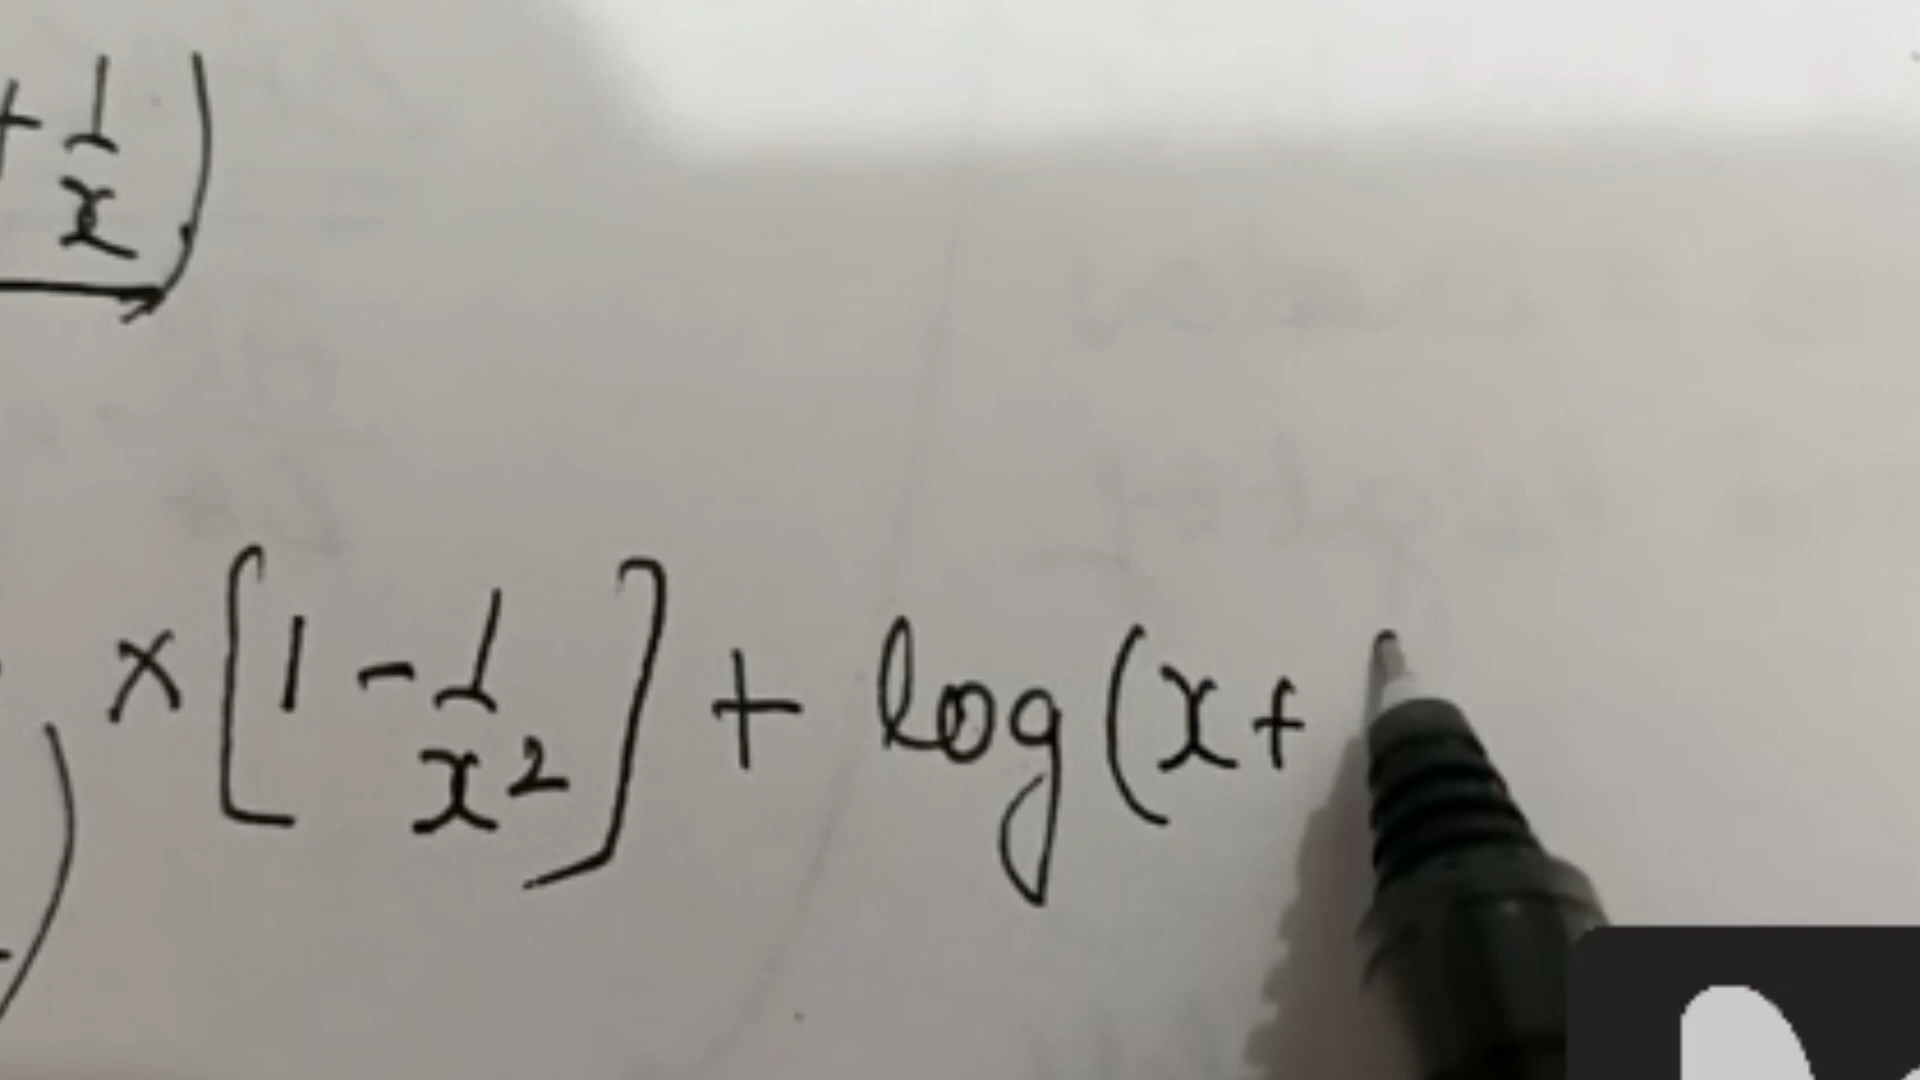 + 1/x)
) × [1 - 1/x²] + log(x+